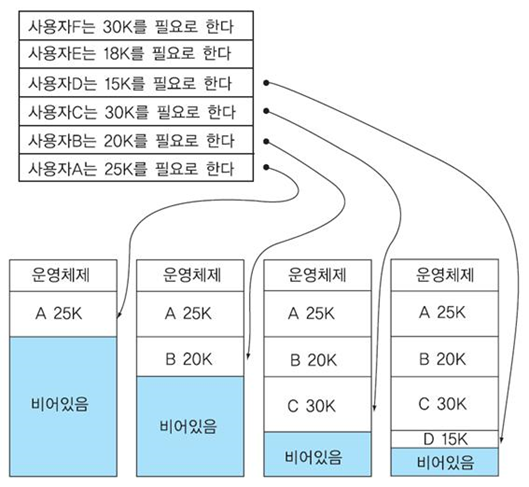 사용자F는 30K를 필요로 한다
사용자E는 18K를 필요로 한다
사용자D는 15K를 필요로 한다
사용자C는 30K를 필요로 한다
사용자B는 20K를 필요로 한다
사용자A는 25K를 필요로 한다
운영체제
A 25K
비어있음
운영체제
A 25K
B 20K
비어있음
운영체제
A 25K
B 20K
C 30K
비어있음
운영체제
A 25K
B 20K
C 30K
D 15K
비어있음